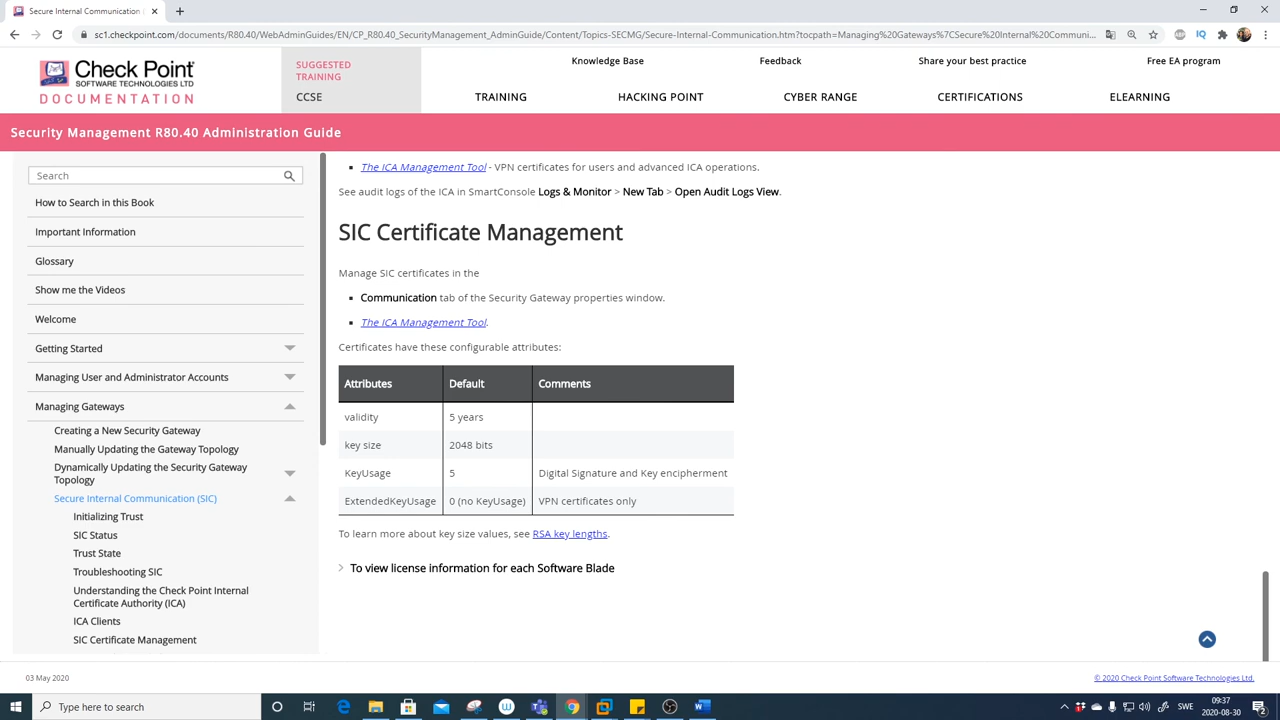 Secure Internal Communication (
sc1.checkpoint.com/documents/R80.40/WebAdminGuides/EN/CP_R80.40_SecurityManagement_AdminGuide/Content/Topics-SECMG/Secure-Internal-Communication.htm?tocpath=Managing%20Gateways%7CSecure%20Internal%20Communi...
IQ
Check Point
SOFTWARE TECHNOLOGIES LTD
DOCUMENTATION
SUGGESTED
TRAINING
CCSE
Knowledge Base
Feedback
Share your best practice
Free EA program
TRAINING
HACKING POINT
CYBER RANGE
CERTIFICATIONS
ELEARNING
Security Management R80.40 Administration Guide
Search
How to Search in this Book
Important Information
Glossary
Show me the Videos
Welcome
Getting Started
Managing User and Administrator Accounts
Managing Gateways
Creating a New Security Gateway
Manually Updating the Gateway Topology
Dynamically Updating the Security Gateway
Topology
Secure Internal Communication (SIC)
Initializing Trust
SIC Status
Trust State
Troubleshooting SIC
Understanding the Check Point Internal
Certificate Authority (ICA)
ICA Clients
SIC Certificate Management
The ICA Management Tool - VPN certificates for users and advanced ICA operations.
See audit logs of the ICA in SmartConsole Logs & Monitor > New Tab > Open Audit Logs View.
SIC Certificate Management
Manage SIC certificates in the
Communication tab of the Security Gateway properties window.
The ICA Management Tool.
Certificates have these configurable attributes:
Attributes Default Comments
validity 5 years
key size 2048 bits
KeyUsage 5 Digital Signature and Key encipherment
ExtendedKeyUsage 0 (no KeyUsage) VPN certificates only
To learn more about key size values, see RSA key lengths.
To view license information for each Software Blade
03 May 2020
© 2020 Check Point Software Technologies Ltd.
Type here to search
SWE
09:37
2020-08-30